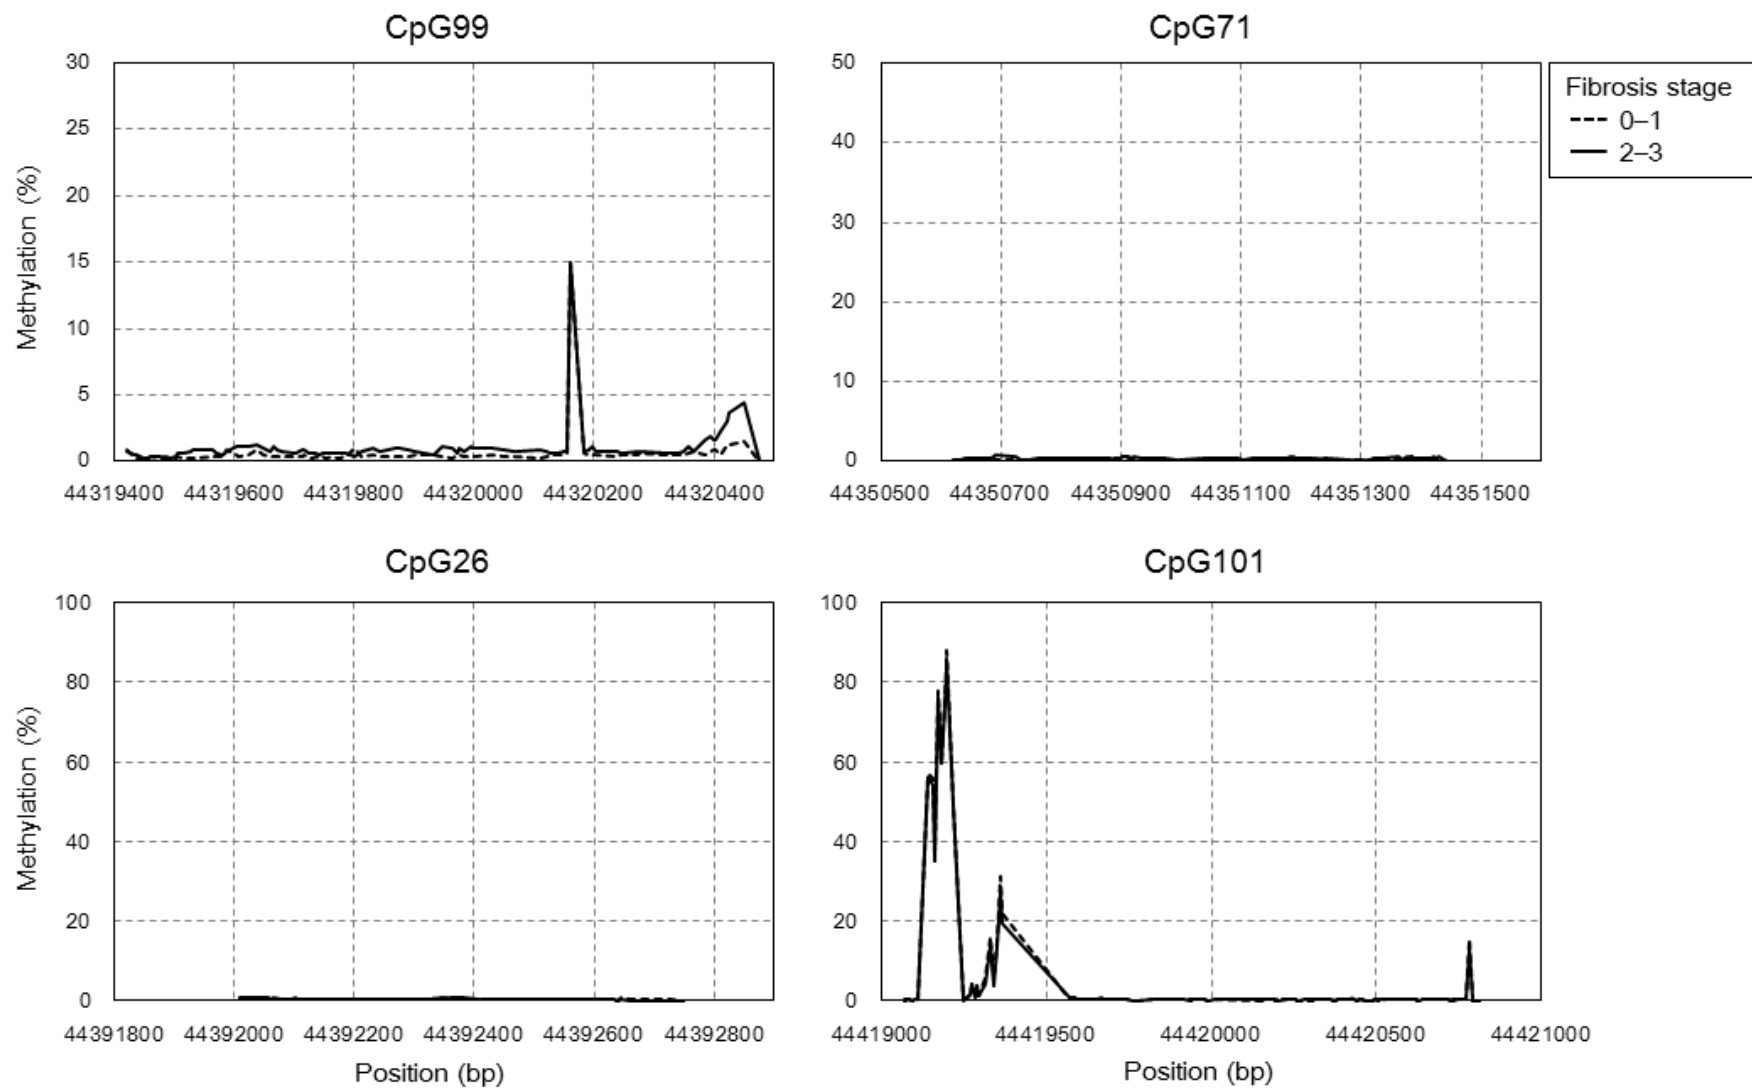 CpG99
CpG71
30
25
20
15
10
5
0
Methylation (%)
44319400 44319600 44319800 44320000 44320200 44320400
50
40
30
20
10
0
44350500 44350700 44350900 44351100 44351300 44351500
Fibrosis stage
0–1
2–3
CpG26
CpG101
100
80
60
40
20
0
Methylation (%)
44391800 44392000 44392200 44392400 44392600 44392800
Position (bp)
100
80
60
40
20
0
44419000 44419500 44420000 44420500 44421000
Position (bp)